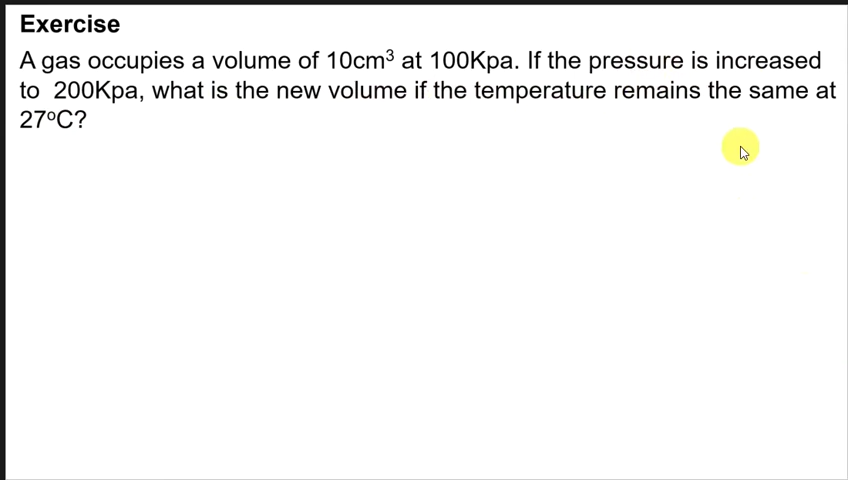 Exercise
A gas occupies a volume of 10cm³ at 100Kpa. If the pressure is increased
to 200Kpa, what is the new volume if the temperature remains the same at
27ºC?